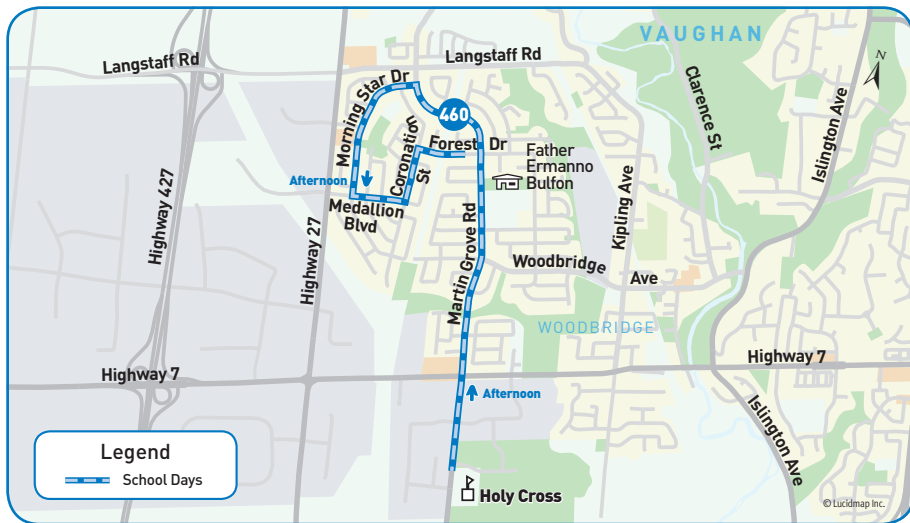 VAUGHAN
N
Langstaff Rd
Langstaff Rd
Morning Star Dr
460
Clarence St
Islington Ave
Coronation
St
Forest Dr
Father
Ermanno
Bulfon
Afternoon
Medallion
Blvd
Highway 427
Highway 27
Martin Grove Rd
Kipling Ave
Woodbridge
Ave
WOODBRIDGE
Highway 7
Highway 7
Afternoon
Islington Ave
Legend
School Days
Holy Cross
© Lucidmap Inc.